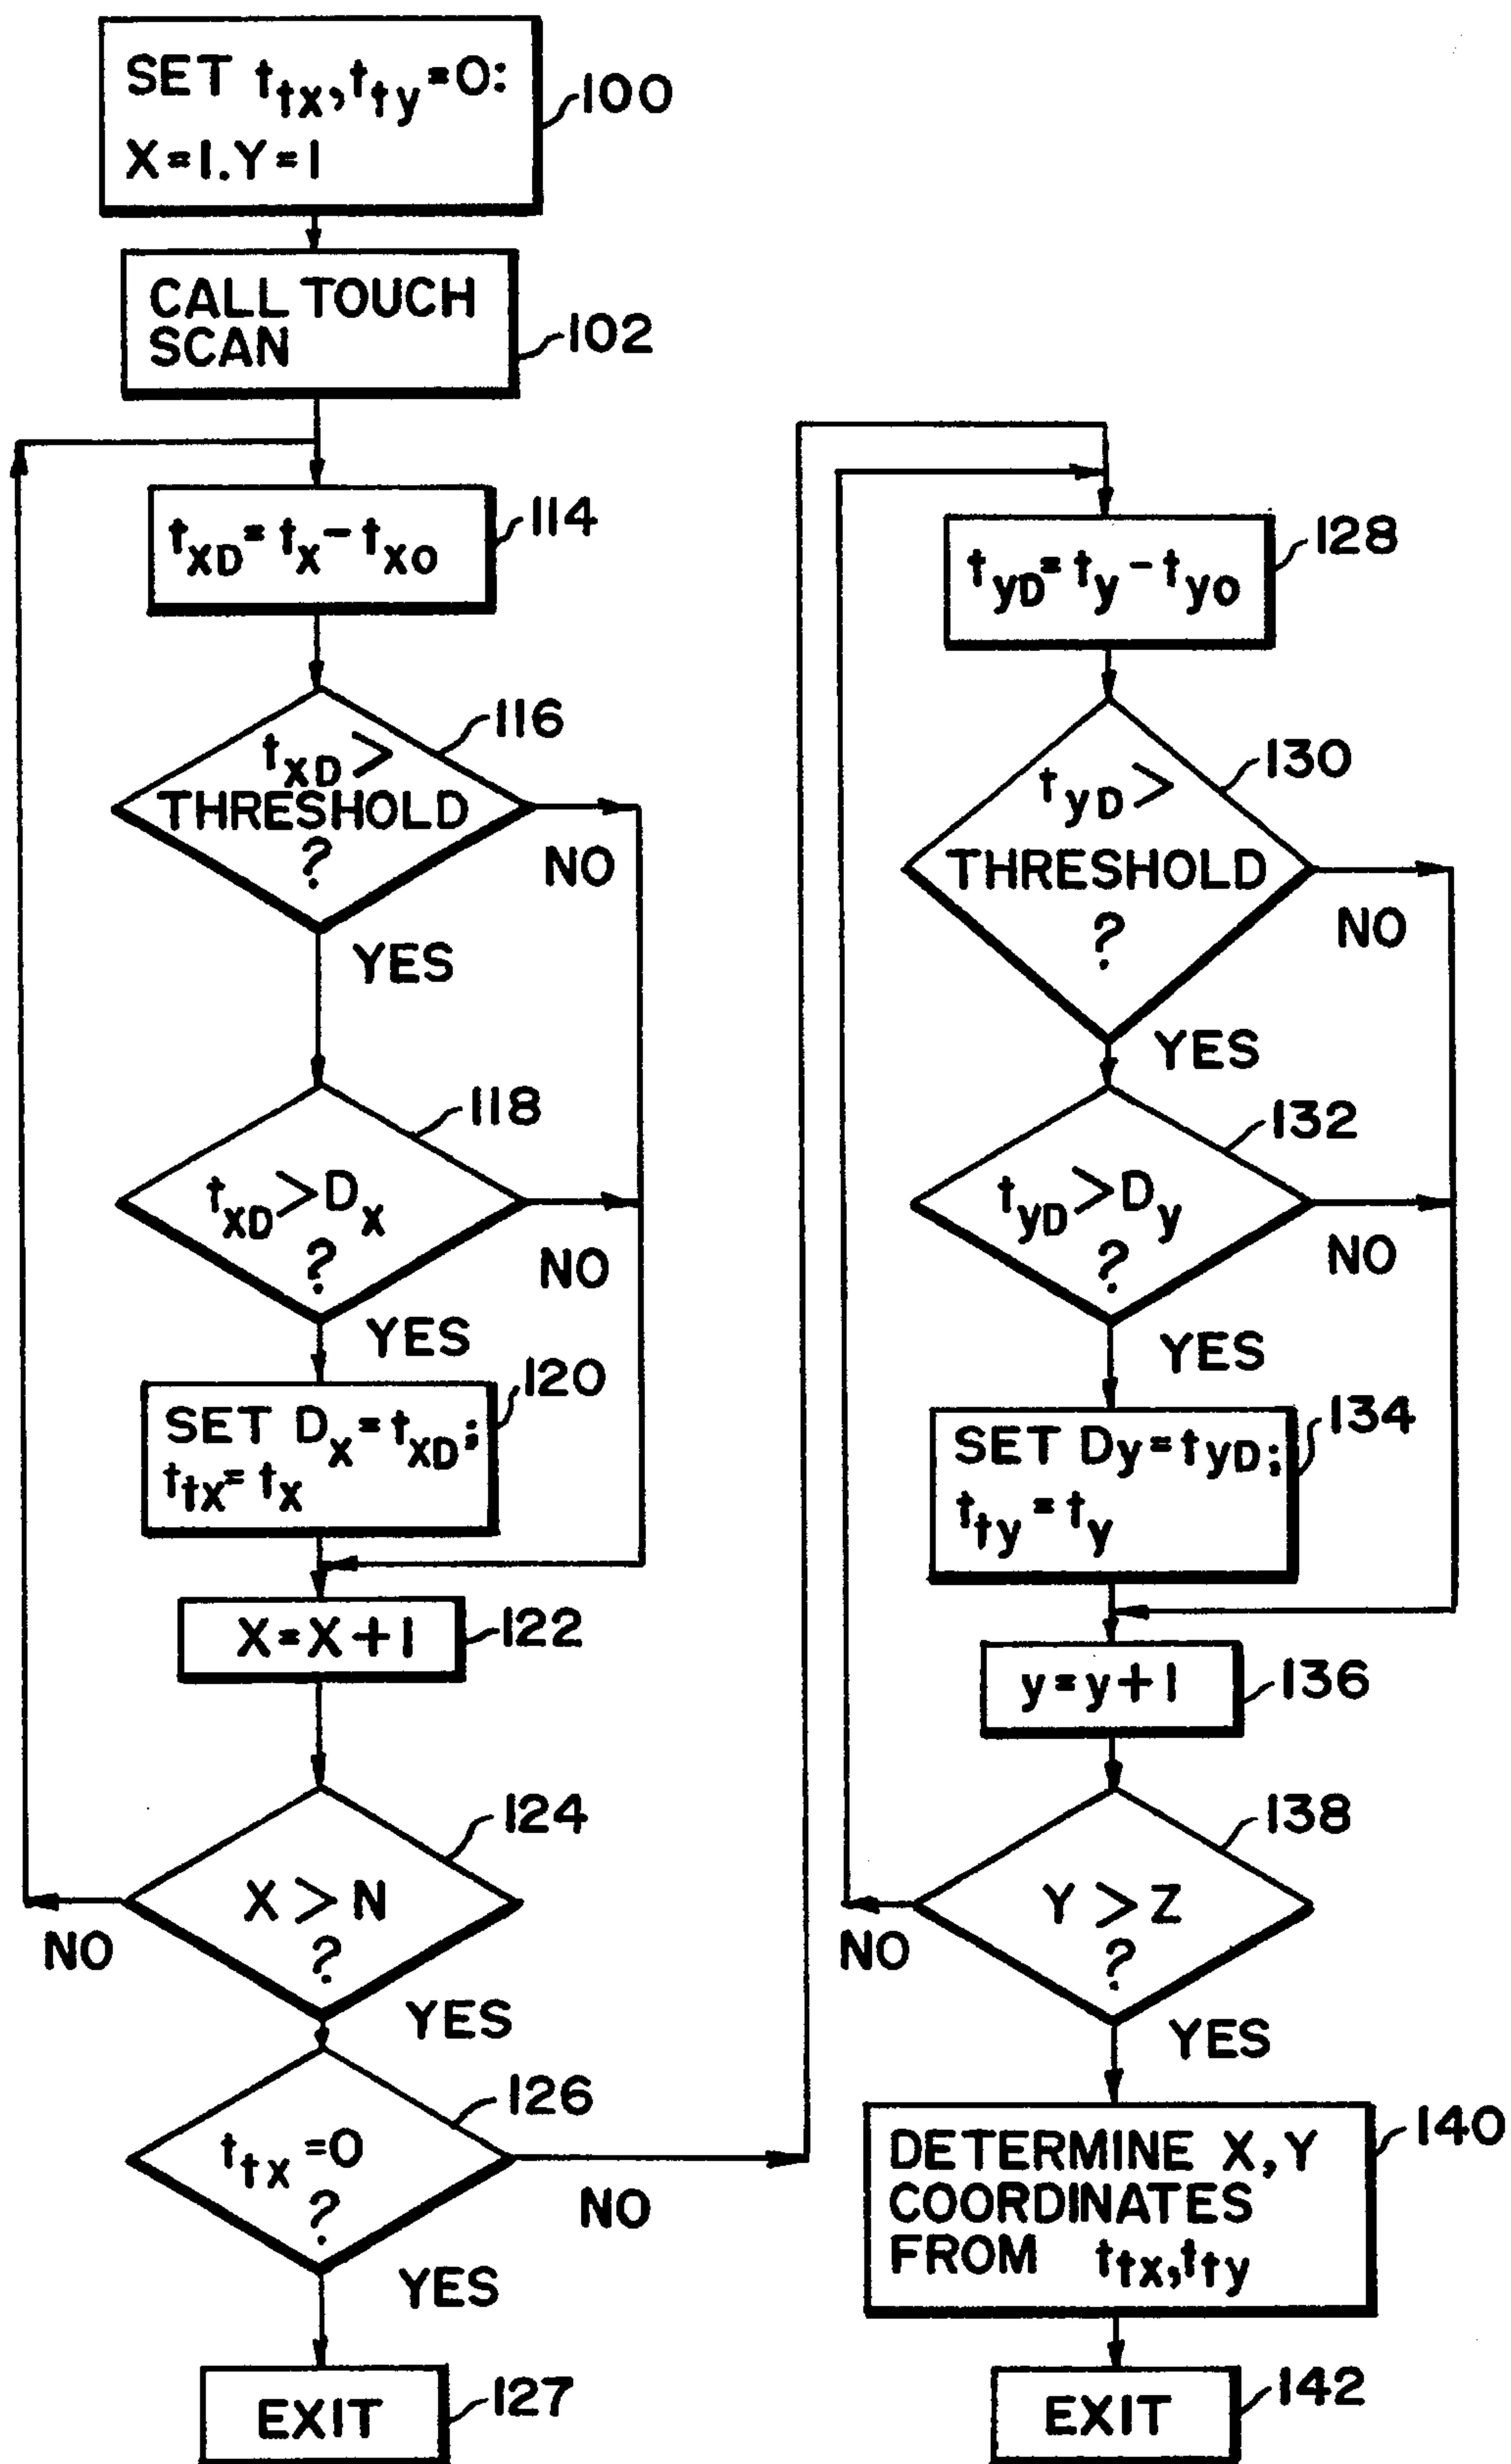 SET ttx,tty=0:
X=1.Y=1
100
CALL TOUCH
SCAN
102
txD=tx-txo
114
txD>
THRESHOLD
?
116
NO
YES
txD>Dx
?
118
NO
YES
SET Dx=txD;
ttx=tx
120
X=X+1
122
X>N
?
124
NO
YES
ttx=0
?
126
NO
YES
EXIT
127
tyD=ty-tyo
128
tyD>
THRESHOLD
?
130
NO
YES
tyD>Dy
?
132
NO
YES
SET Dy=tyD;
tty=ty
134
y=y+1
136
Y>Z
?
138
NO
YES
DETERMINE X,Y
COORDINATES
FROM ttx,tty
140
EXIT
142